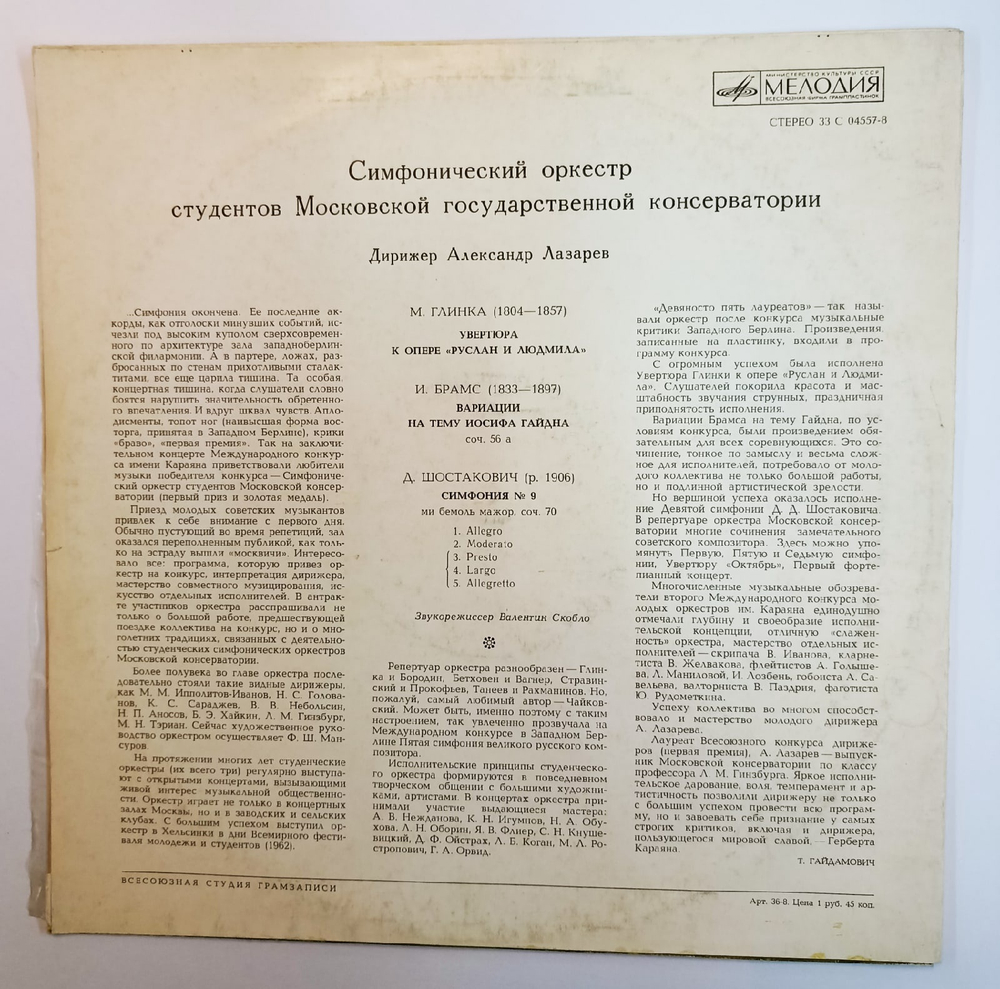 МИНИСТЕРСТВО КУЛЬТУРЫ СССР
МЕЛОДИЯ
ВСЕСОЮЗНАЯ ФИРМА ГРАМПЛАСТИНОК
СТЕРЕО 33 С 04557-8
Симфонический оркестр
студентов Московской государственной консерватории
Дирижер Александр Лазарев
...Симфония окончена. Ее последние ак-
корды, как отголоски минувших событий, ис-
чезли под высоким куполом сверхсовремен-
ного по архитектуре зала западноберлин-
ской филармонии. А в партере, ложах, раз-
бросанных по стенам прихотливыми сталак-
титами, все еще царила тишина. Та особая,
концертная тишина, когда слушатели словно
боятся нарушить значительность обретенно-
го впечатления. И вдруг шквал чувств. Апло-
дисменты, топот ног (наивысшая форма вос-
торга, принятая в Западном Берлине), крики
«браво», «первая премия». Так на заключи-
тельном концерте Международного конкур-
са имени Караяна приветствовали любители
музыки победителя конкурса — Симфониче-
ский оркестр студентов Московской консер-
ватории (первый приз и золотая медаль).
Приезд молодых советских музыкантов
привлек к себе внимание с первого дня.
Обычно пустующий во время репетиций, зал
оказался переполненным публикой, как толь-
ко на эстраду вышли «москвичи». Интересо-
вало все: программа, которую привез ор-
кестр на конкурс, интерпретация дирижера,
мастерство совместного музицирования, ис-
кусство отдельных исполнителей. В антрак-
те участников оркестра расспрашивали не
только о большой работе, предшествующей
поездке коллектива на конкурс, но и о мно-
голетних традициях, связанных с деятельно-
стью студенческих симфонических оркестров
Московской консерватории.
Более полувека во главе оркестра после-
довательно стояли такие видные дирижеры,
как М. М. Ипполитов-Иванов, Н. С. Голова-
нов, К. С. Сараджев, В. В. Небольсин,
Н. П. Аносов, Б. Э. Хайкин, Л. М. Гинзбург,
М. Н. Тэриан. Сейчас художественное руко-
водство оркестром осуществляет Ф. Ш. Ман-
суров
На протяжении многих лет студенческие
оркестры (их всего три) регулярно выступа-
ют с открытыми концертами, вызывающими
живой интерес музыкальной общественно-
сти. Оркестр играет не только в концертных
залах Москвы, но и в заводских и сельских
клубах. С большим успехом выступил ор-
кестр в Хельсинки в дни Всемирного фести-
валя молодежи и студентов (1962).
М. ГЛИНКА (1804—1857)
УВЕРТЮРА
К ОПЕРЕ «РУСЛАН И ЛЮДМИЛА»
И. БРАМС (1833—1897)
ВАРИАЦИИ
НА ТЕМУ ИОСИФА ГАЙДНА
соч. 56 а
Д. ШОСТАКОВИЧ (р. 1906)
СИМФОНИЯ № 9
ми бемоль мажор, соч. 70
1. Allegro
2. Moderato
3. Presto
4. Largo
5. Allegretto
Звукорежиссер Валентин Скобло
Репертуар оркестра разнообразен — Глин-
ка и Бородин, Бетховен и Вагнер, Стравин-
ский и Прокофьев, Танеев и Рахманинов. Но,
пожалуй, самый любимый автор — Чайков-
ский. Может быть, именно поэтому с таким
настроением, так увлеченно прозвучала на
Международном конкурсе в Западном Бер-
лине Пятая симфония великого русского ком-
позитора.
Исполнительские принципы студенческо-
го оркестра формируются в повседневном
творческом общении с большими художни-
ками, артистами. В концертах оркестра при-
нимали участие выдающиеся мастера:
А. В. Нежданова, К. Н. Игумнов, Н. А. Обу-
хова, Л. Н. Оборин, Я. В. Флиер, С. Н. Кнуше-
вицкий, Д. Ф. Ойстрах, Л. Б. Коган, М. Л. Ро-
стропович, Г. А. Орвид.
«Девяносто пять лауреатов» — так назы-
вали оркестр после конкурса музыкальные
критики Западного Берлина. Произведения,
записанные на пластинку, входили в про-
грамму конкурса.
С огромным успехом была исполнена
Увертюра Глинки к опере «Руслан и Людми-
ла». Слушателей покорила красота и мас-
штабность звучания струнных, праздничная
приподнятость исполнения.
Вариации Брамса на тему Гайдна, по ус-
ловиям конкурса, были произведением обя-
зательным для всех соревнующихся. Это со-
чинение, тонкое по замыслу и весьма слож-
ное для исполнителей, потребовало от моло-
дого коллектива не только большой работы,
но и подлинной артистической зрелости.
Но вершиной успеха оказалось исполне-
ние Девятой симфонии Д. Д. Шостаковича.
В репертуаре оркестра Московской консер-
ватории многие сочинения замечательного
советского композитора. Здесь можно упо-
мянуть Первую, Пятую и Седьмую симфо-
нии, Увертюру «Октябрь», Первый форте-
пианный концерт.
Многочисленные музыкальные обозрева-
тели второго Международного конкурса мо-
лодых оркестров им. Караяна единодушно
отмечали глубину и своеобразие исполни-
тельской концепции, отличную «слажен-
ность» оркестра, мастерство отдельных ис-
полнителей — скрипача В. Иванова, кларне-
тиста В. Желвакова, флейтистов А. Голыше-
ва, Л. Маниловой, И. Лозбень, гобоиста А. Са-
вельева, валторниста В. Паздрия, фаготиста
Ю. Рудометкина.
Успеху коллектива во многом способст-
вовало и мастерство молодого дирижера
А. Лазарева.
Лауреат Всесоюзного конкурса дириже-
ров (первая премия), А. Лазарев — выпуск-
ник Московской консерватории по классу
профессора Л. М. Гинзбурга. Яркое исполни-
тельское дарование, воля, темперамент и ар-
тистичность позволили дирижеру не только
с большим успехом провести всю програм-
му, но и завоевать себе признание у самых
строгих критиков, включая и дирижера,
пользующегося мировой славой, — Герберта
Караяна.
Т. ГАЙДАМОВИЧ
ВСЕСОЮЗНАЯ СТУДИЯ ГРАМЗАПИСИ
Арт. 36-8. Цена 1 руб. 45 коп.